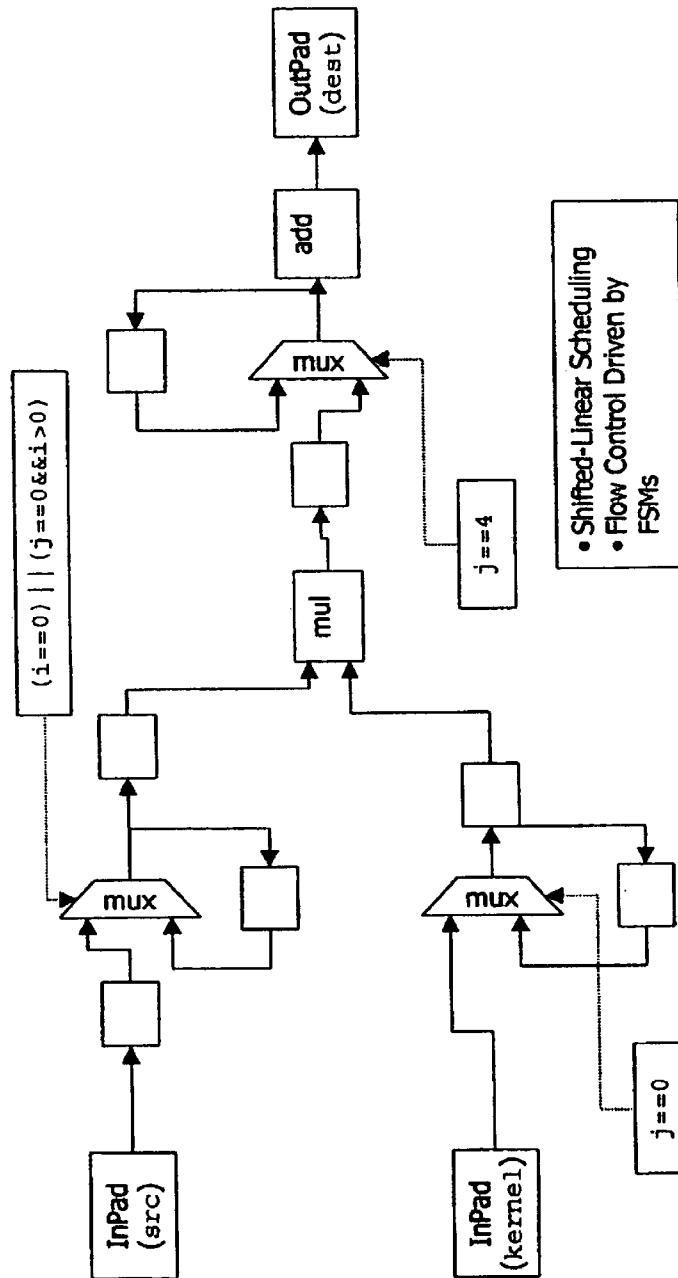 InPad
(src)
mux
(i==0)||(j==0&&i>0)
InPad
(kernel)
mux
j==0
mul
j==4
mux
add
OutPad
(dest)
• Shifted-Linear Scheduling
• Flow Control Driven by
FSMs